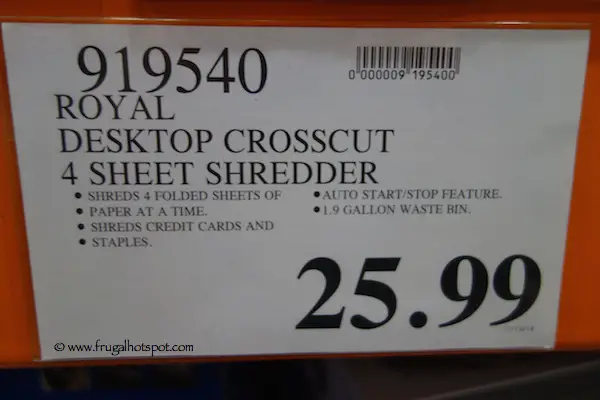 919540
0 000009 195400
ROYAL
DESKTOP CROSSCUT
4 SHEET SHREDDER
• SHREDS 4 FOLDED SHEETS OF
• PAPER AT A TIME.
• SHREDS CREDIT CARDS AND
• STAPLES.
• AUTO START/STOP FEATURE.
• 1.9 GALLON WASTE BIN.
25.99
© www.frugalhotspot.com